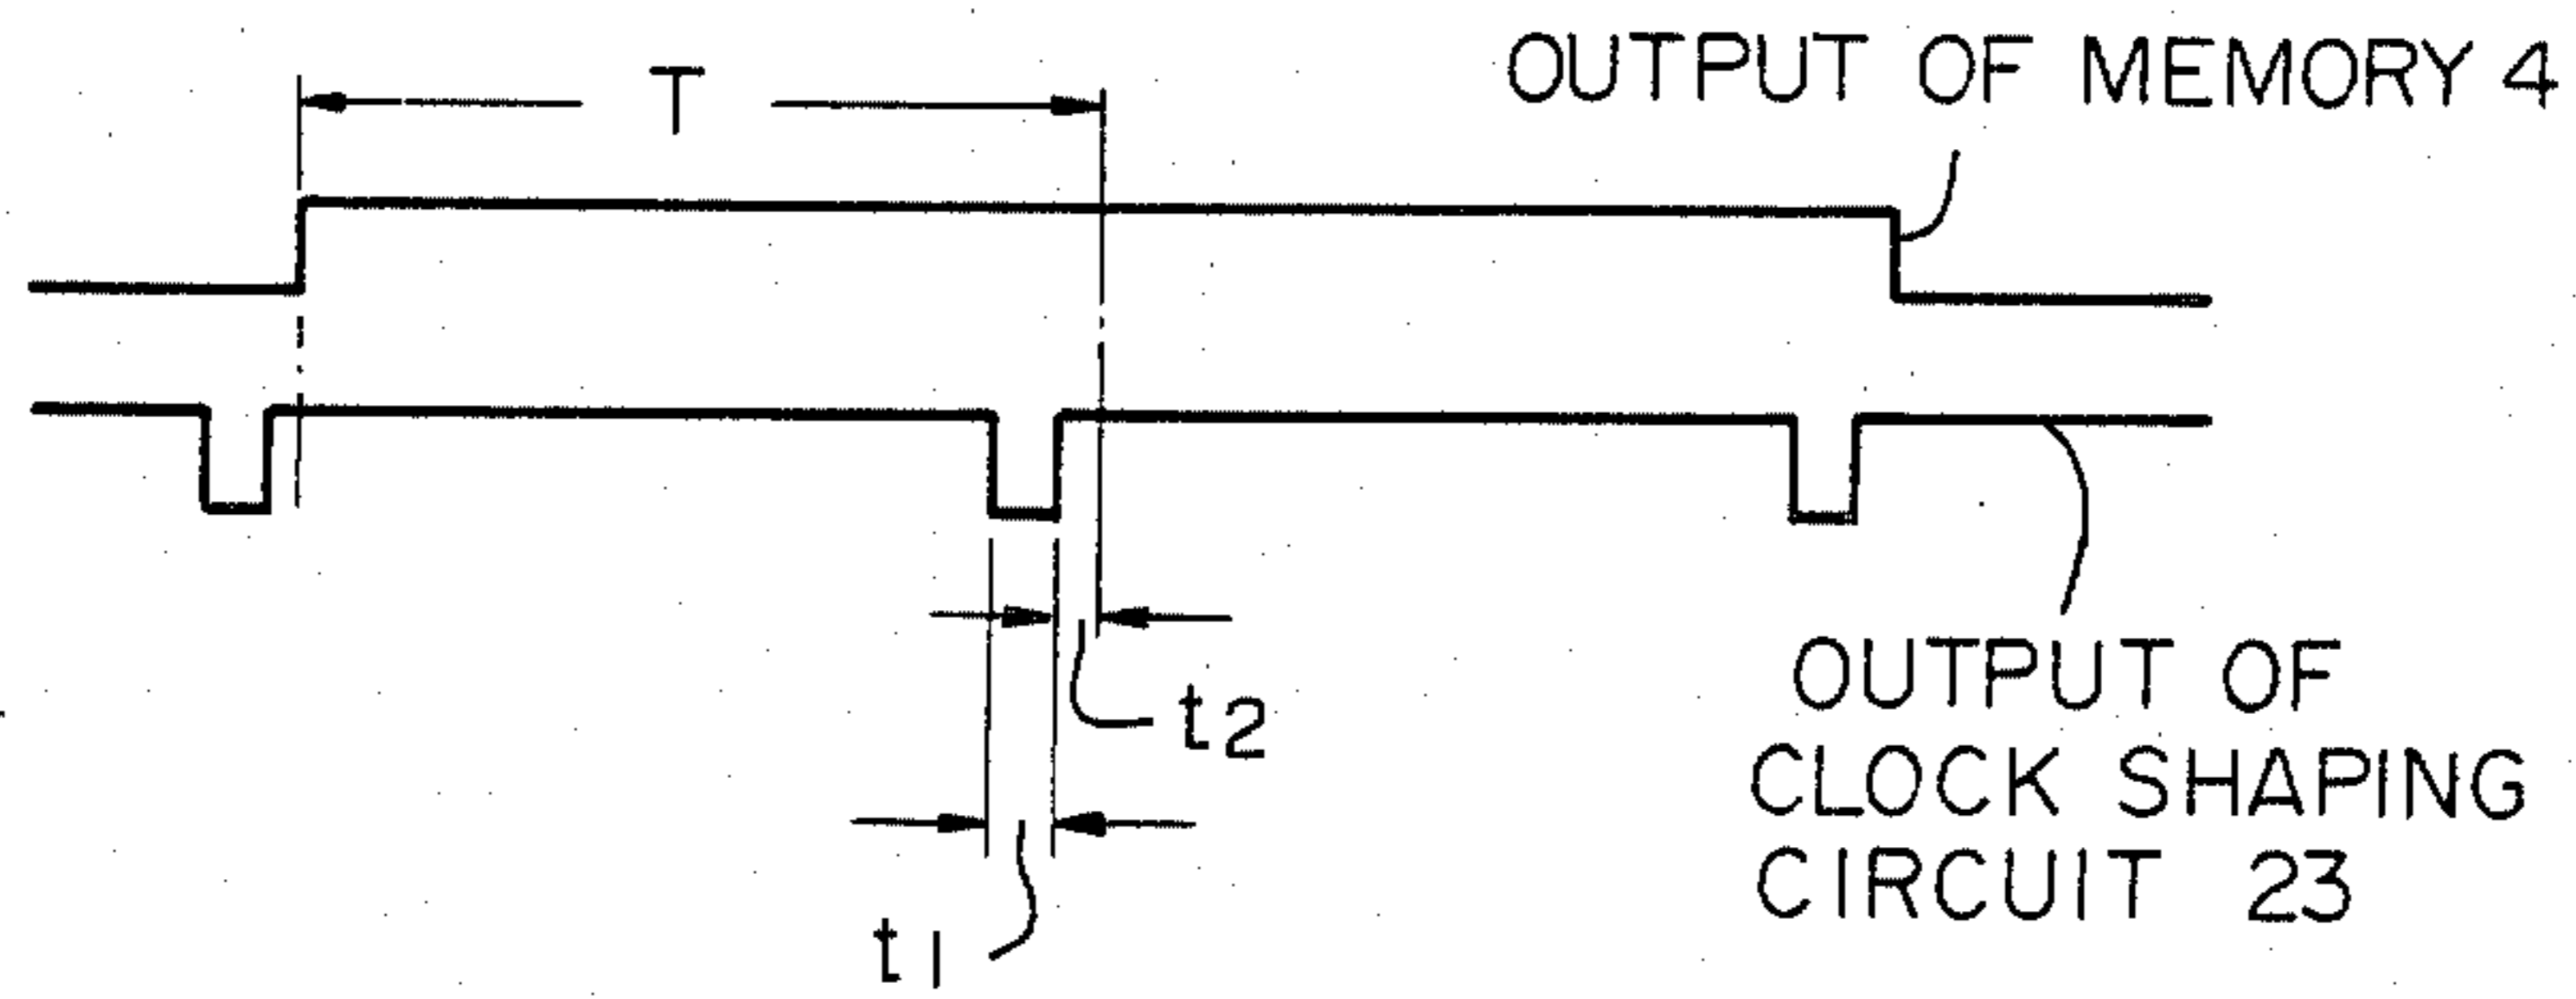 T
OUTPUT OF MEMORY 4
t2
t1
OUTPUT OF
CLOCK SHAPING
CIRCUIT 23